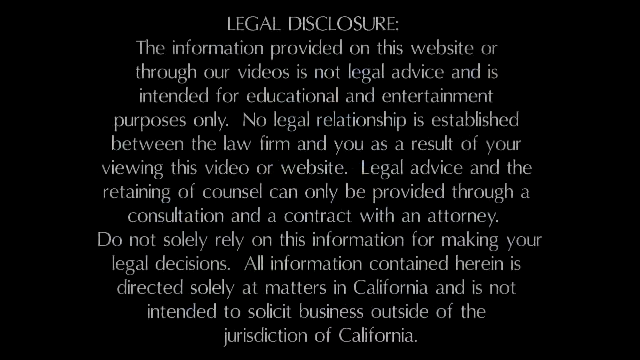 LEGAL DISCLOSURE:
The information provided on this website or
through our videos is not legal advice and is
intended for educational and entertainment
purposes only.  No legal relationship is established
between the law firm and you as a result of your
viewing this video or website.  Legal advice and the
retaining of counsel can only be provided through a
consultation and a contract with an attorney.
Do not solely rely on this information for making your
legal decisions.  All information contained herein is
directed solely at matters in California and is not
intended to solicit business outside of the
jurisdiction of California.